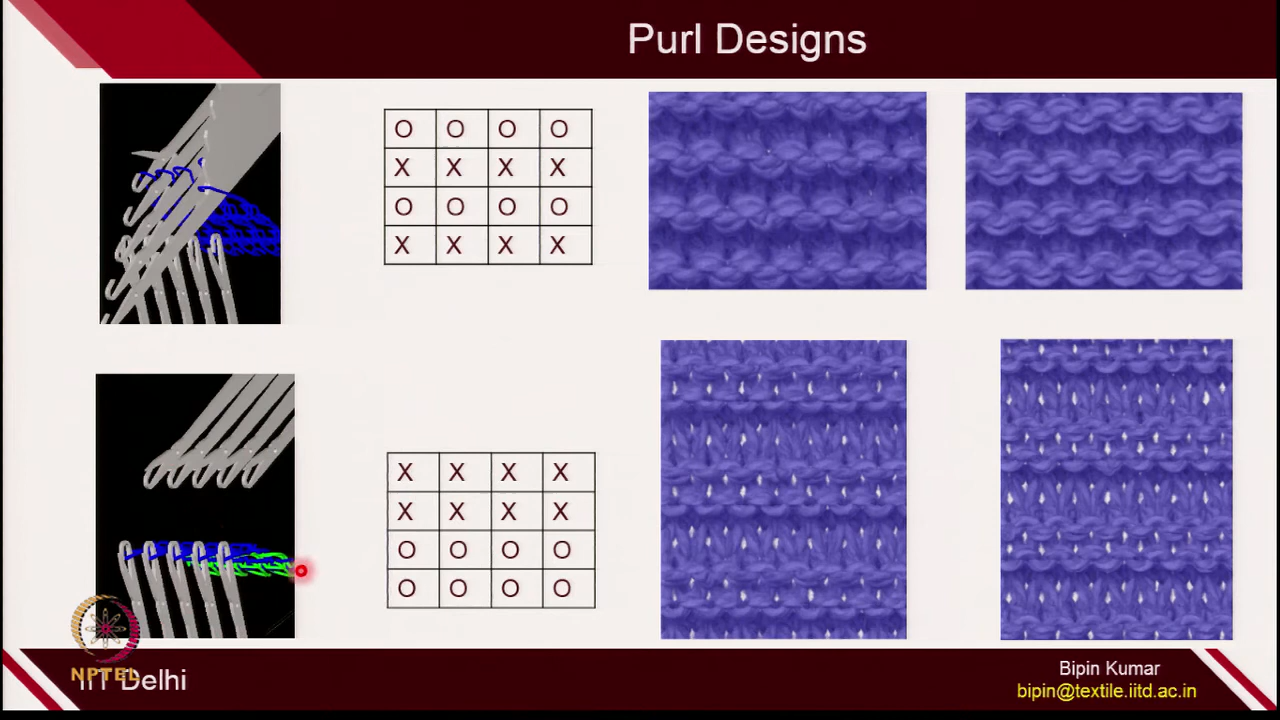 Purl Designs
O O O O
X X X X
O O O O
X X X X
X X X X
X X X X
O O O O
O O O O
NPTEL
IIT Delhi
Bipin Kumar
bipin@textile.iitd.ac.in